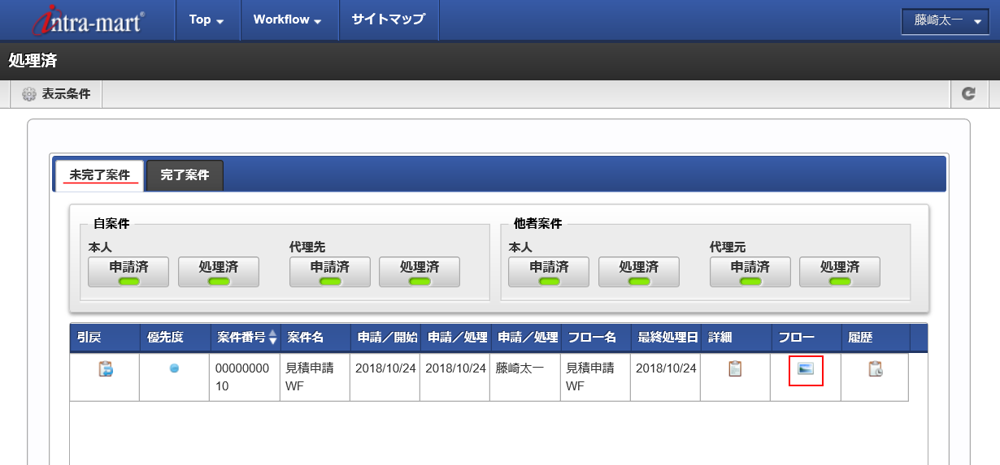 intra-mart®
Top
Workflow
サイトマップ
藤崎太一
処理済
表示条件
未完了案件
完了案件
自案件
他者案件
本人
代理先
本人
代理元
申請済
処理済
申請済
処理済
申請済
処理済
申請済
処理済
引戻
優先度
案件番号
案件名
申請／開始
申請／処理
申請／処理
フロー名
最終処理日
詳細
フロー
履歴
00000000
10
見積申請
WF
2018/10/24
2018/10/24
藤崎太一
見積申請
WF
2018/10/24